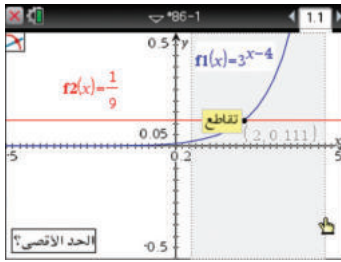 *86-1
1.1
0.5
y
f1(x)=3^{x-4}
f2(x)=\frac{1}{9}
تقاطع
(2,0.111)
0.05
x
-5
0.2
5
الحد الأقصى؟
-0.5